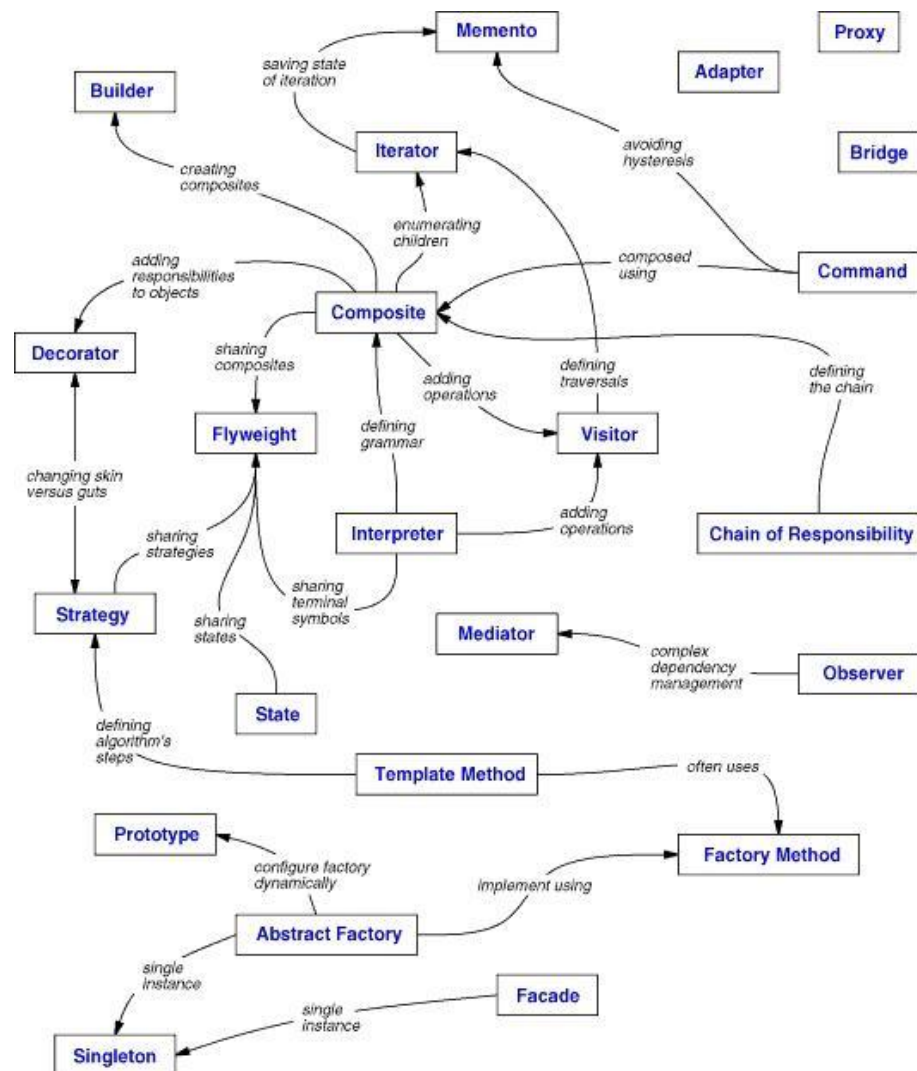 Memento
Proxy
saving state
of iteration
Adapter
Builder
Iterator
avoiding
hysteresis
Bridge
creating
composites
enumerating
children
adding
responsibilities
to objects
composed
using
Command
Composite
Decorator
sharing
composites
adding
operations
defining
traversals
defining
the chain
Flyweight
defining
grammar
Visitor
changing skin
versus guts
adding
operations
Interpreter
Chain of Responsibility
sharing
strategies
sharing
terminal
symbols
Strategy
sharing
states
Mediator
complex
dependency
management
Observer
State
defining
algorithm's
steps
Template Method
often uses
Prototype
Factory Method
configure factory
dynamically
implement using
Abstract Factory
single
instance
Facade
single
instance
Singleton